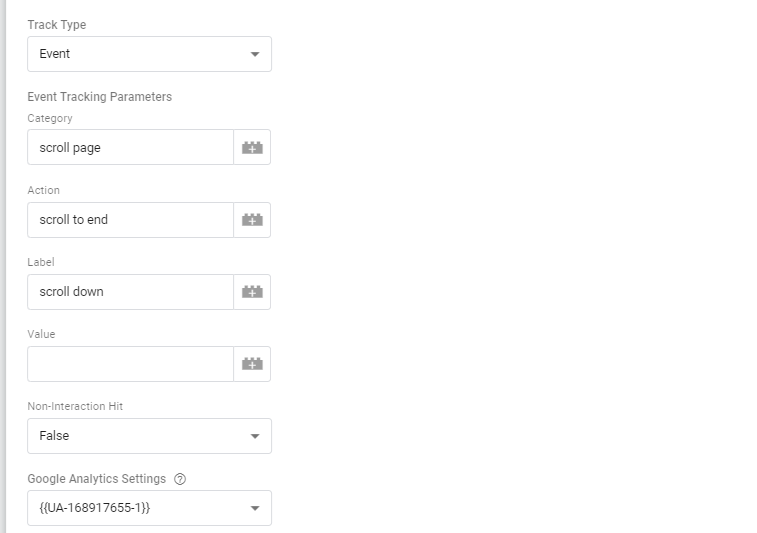 Track Type
Event
Event Tracking Parameters
Category
scroll page
Action
scroll to end
Label
scroll down
Value
Non-Interaction Hit
False
Google Analytics Settings ?
{{UA-168917655-1}}